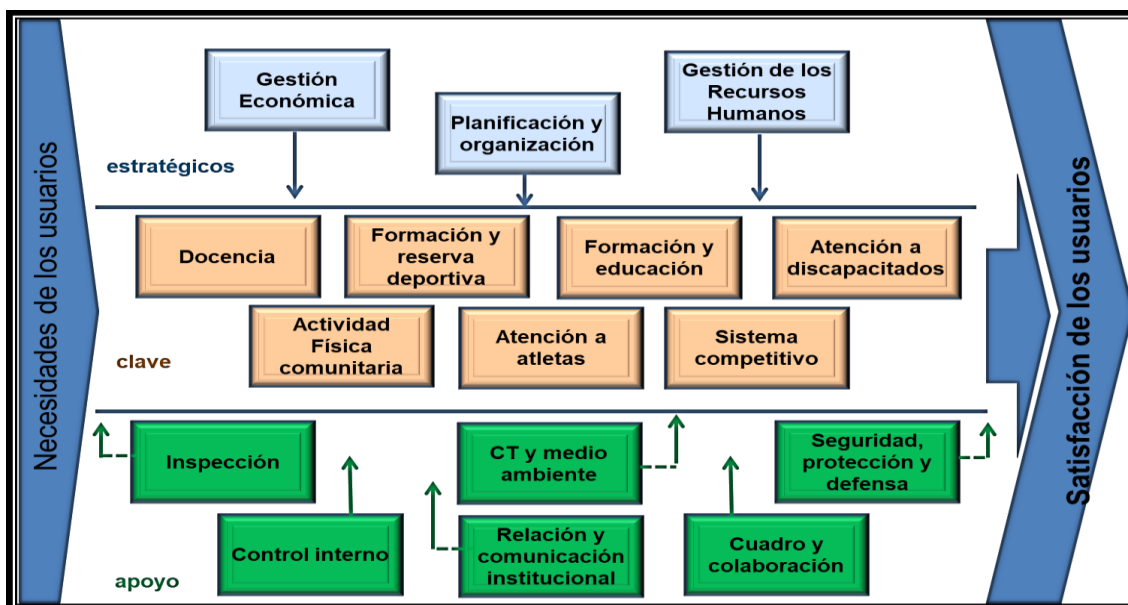 Necesidades de los usuarios
Gestión
Económica
Planificación y
organización
Gestión de los
Recursos
Humanos
estratégicos
Docencia
Formación y
reserva
deportiva
Formación y
educación
Atención a
discapacitados
Actividad
Física
comunitaria
Atención a
atletas
Sistema
competitivo
clave
Inspección
CT y medio
ambiente
Seguridad,
protección y
defensa
Control interno
Relación y
comunicación
institucional
Cuadro y
colaboración
apoyo
Satisfacción de los usuarios